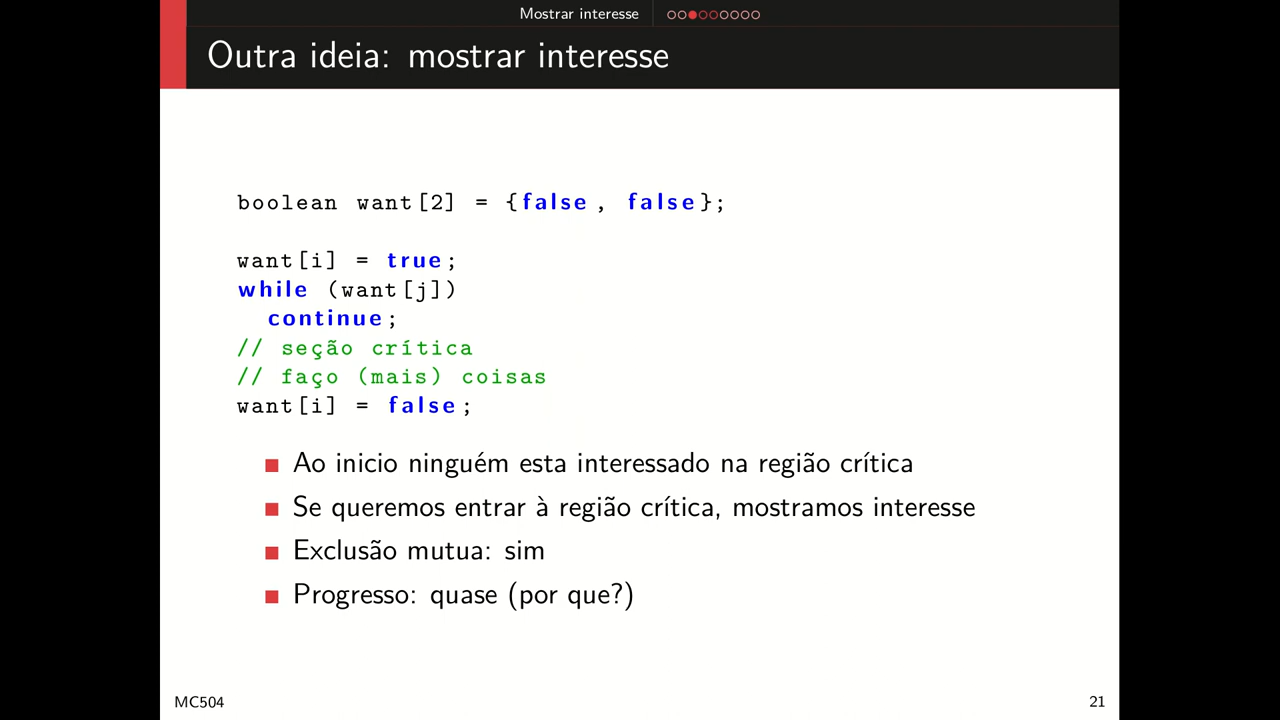 Mostrar interesse
Outra ideia: mostrar interesse
boolean want[2] = {false, false};
want[i] = true;
while (want[j])
continue;
// seção crítica
// faço (mais) coisas
want[i] = false;
Ao inicio ninguém esta interessado na região crítica
Se queremos entrar à região crítica, mostramos interesse
Exclusão mutua: sim
Progresso: quase (por que?)
MC504
21